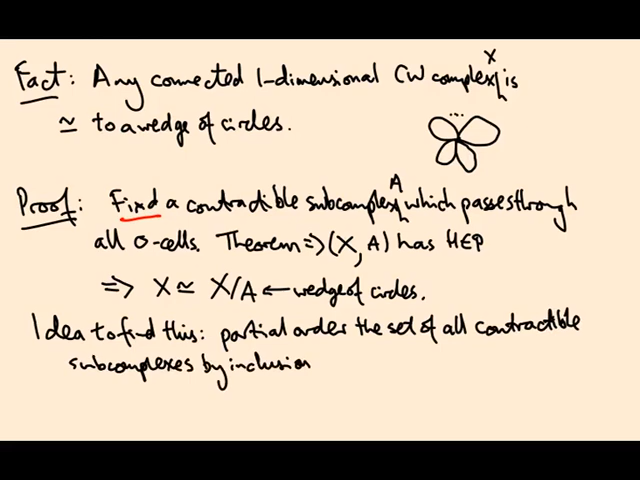 Fact: Any connected 1-dimensional CW complex X is
≃ to a wedge of circles.
Proof: Find a contractible subcomplex A which passes through
all 0-cells. Theorem ⇒ (X, A) has HEP
⇒ X ≃ X/A ← wedge of circles.
Idea to find this: partial order the set of all contractible
subcomplexes by inclusion